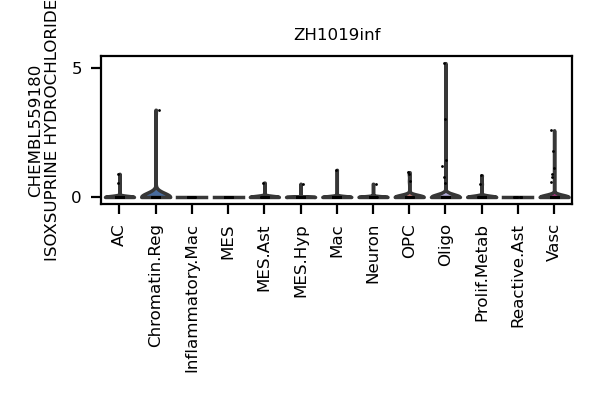 ZH1019inf
CHEMBL559180
ISOXSUPRINE HYDROCHLORIDE
5
0
AC
Chromatin.Reg
Inflammatory.Mac
MES
MES.Ast
MES.Hyp
Mac
Neuron
OPC
Oligo
Prolif.Metab
Reactive.Ast
Vasc